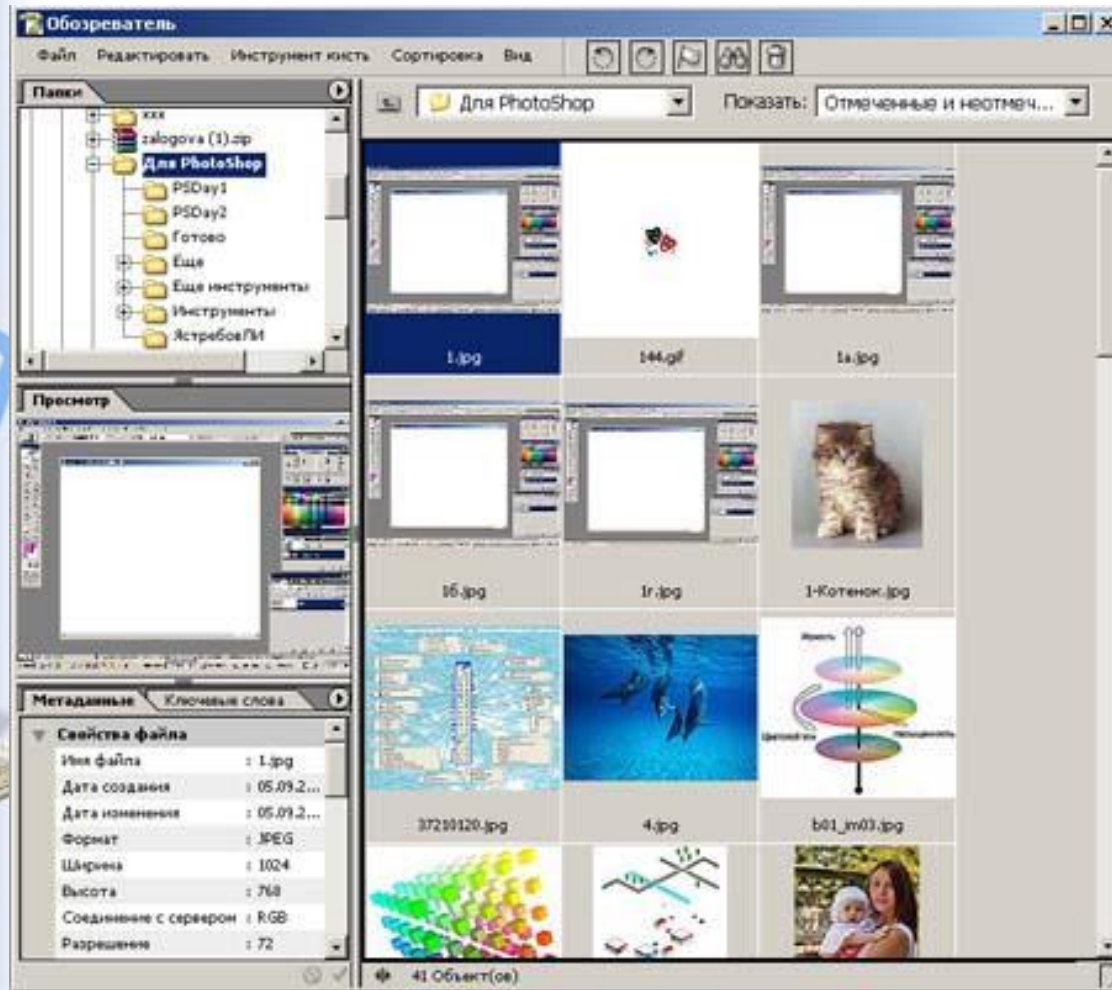 Обозреватель
Файл Редактировать Инструмент кисть Сортировка Вид
Папки
Для PhotoShop Показать: Отмеченные и неотмеч...
xxx
zalogova (1).zip
Для PhotoShop
PSDay1
PSDay2
Готово
Еще
Еще инструменты
Инструменты
ЯстребовПИ
1.jpg 144.gif 1a.jpg
Просмотр
1б.jpg 1г.jpg 1-Котенок.jpg
Яркость
Цветовой тон
Насыщенность
37210120.jpg 4.jpg b01_im03.jpg
Метаданные Ключевые слова
Свойства файла
Имя файла : 1.jpg
Дата создания : 05.09.2...
Дата изменения : 05.09.2...
Формат : JPEG
Ширина : 1024
Высота : 768
Соединение с сервером : RGB
Разрешение : 72
41 Объект(ов)